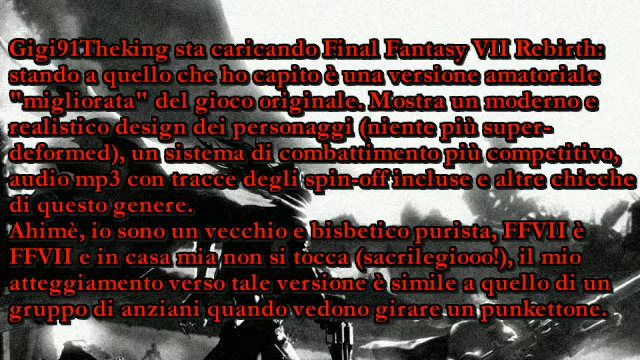 Gigi91Theking sta caricando Final Fantasy VII Rebirth:
stando a quello che ho capito è una versione amatoriale
"migliorata" del gioco originale. Mostra un moderno e
realistico design dei personaggi (niente più super-
deformed), un sistema di combattimento più competitivo,
audio mp3 con tracce degli spin-off incluse e altre chicche
di questo genere.
Ahimè, io sono un vecchio e bisbetico purista, FFVII è
FFVII e in casa mia non si tocca (sacrilegiooo!), il mio
atteggiamento verso tale versione è simile a quello di un
gruppo di anziani quando vedono girare un punkettone.